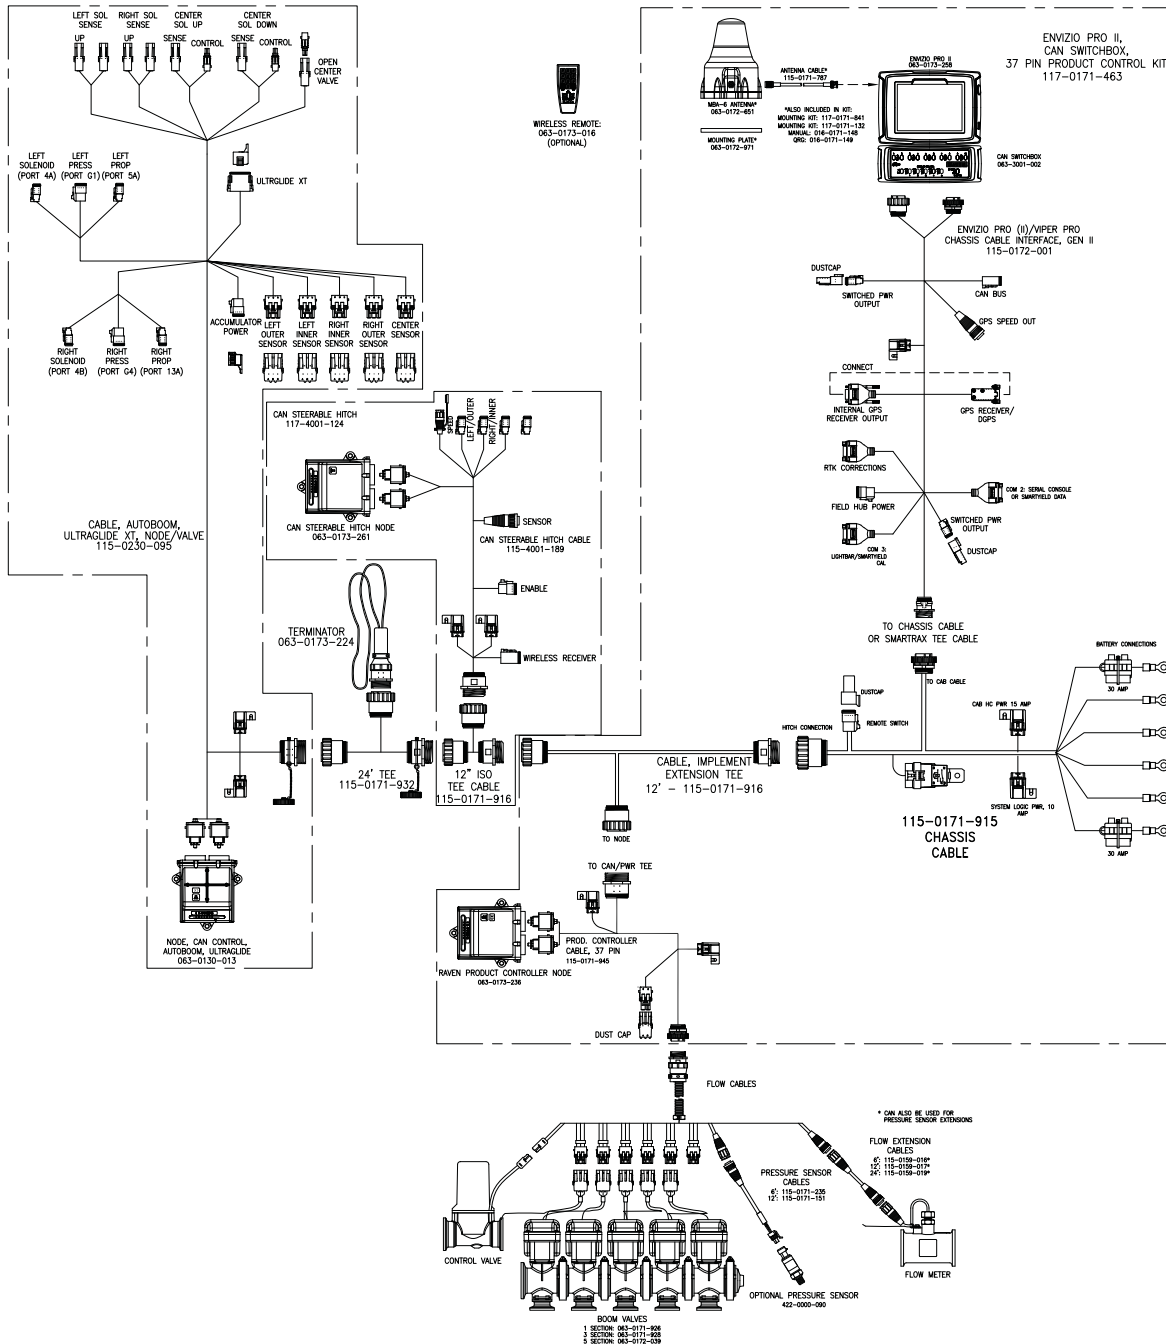 LEFT SOL
SENSE
RIGHT SOL
SENSE
CENTER
SOL UP
CENTER
SOL DOWN
UP
UP
SENSE
CONTROL
SENSE
CONTROL
OPEN
CENTER
VALVE
LEFT
SOLENOID
(PORT 4A)
LEFT
PRESS
(PORT G1)
LEFT
PROP
(PORT 5A)
ULTRGLIDE XT
RIGHT
SOLENOID
(PORT 4B)
RIGHT
PRESS
(PORT G4)
RIGHT
PROP
(PORT 13A)
ACCUMULATOR
POWER
LEFT
OUTER
SENSOR
LEFT
INNER
SENSOR
RIGHT
INNER
SENSOR
RIGHT
OUTER
SENSOR
CENTER
SENSOR
CABLE, AUTOBOOM,
ULTRAGLIDE XT, NODE/VALVE
115-0230-095
NODE, CAN CONTROL,
AUTOBOOM, ULTRAGLIDE
063-0130-013
WIRELESS REMOTE:
063-0173-016
(OPTIONAL)
CAN STEERABLE HITCH
117-4001-124
SPEED
LEFT/OUTER
RIGHT/INNER
CAN STEERABLE HITCH NODE
063-0173-261
SENSOR
CAN STEERABLE HITCH CABLE
115-4001-189
ENABLE
WIRELESS RECEIVER
TERMINATOR
063-0173-224
24' TEE
115-0171-932
12" ISO
TEE CABLE
115-0171-916
ENVIZIO PRO II,
CAN SWITCHBOX,
37 PIN PRODUCT CONTROL KIT
117-0171-463
MBA-6 ANTENNA*
063-0172-651
MOUNTING PLATE*
063-0172-971
ANTENNA CABLE*
115-0171-787
*ALSO INCLUDED IN KIT:
MOUNTING KIT: 117-0171-841
MOUNTING KIT: 117-0171-132
MANUAL: 016-0171-148
QRG: 016-0171-149
ENVIZIO PRO II
063-0173-258
CAN SWITCHBOX
063-3001-002
ENVIZIO PRO (II)/VIPER PRO
CHASSIS CABLE INTERFACE, GEN II
115-0172-001
DUSTCAP
SWITCHED PWR
OUTPUT
CAN BUS
GPS SPEED OUT
CONNECT
INTERNAL GPS
RECEIVER OUTPUT
GPS RECEIVER/
DGPS
RTK CORRECTIONS
FIELD HUB POWER
COM 2: SERIAL CONSOLE
OR SMARTYIELD DATA
COM 3:
LIGHTBAR/SMARTYIELD
CAL
SWITCHED PWR
OUTPUT
DUSTCAP
TO CHASSIS CABLE
OR SMARTRAX TEE CABLE
TO CAB CABLE
DUSTCAP
REMOTE SWITCH
HITCH CONNECTION
CAB HC PWR 15 AMP
BATTERY CONNECTIONS
30 AMP
SYSTEM LOGIC PWR, 10
AMP
30 AMP
115-0171-915
CHASSIS
CABLE
CABLE, IMPLEMENT
EXTENSION TEE
12' - 115-0171-916
TO NODE
TO CAN/PWR TEE
PROD. CONTROLLER
CABLE, 37 PIN
115-0171-945
RAVEN PRODUCT CONTROLLER NODE
063-0173-236
DUST CAP
FLOW CABLES
* CAN ALSO BE USED FOR
PRESSURE SENSOR EXTENSIONS
FLOW EXTENSION
CABLES
6': 115-0159-016*
12': 115-0159-017*
24': 115-0159-019*
PRESSURE SENSOR
CABLES
6': 115-0171-235
12': 115-0171-151
CONTROL VALVE
OPTIONAL PRESSURE SENSOR
422-0000-090
FLOW METER
BOOM VALVES
1 SECTION: 063-0171-926
3 SECTION: 063-0171-928
5 SECTION: 063-0172-039